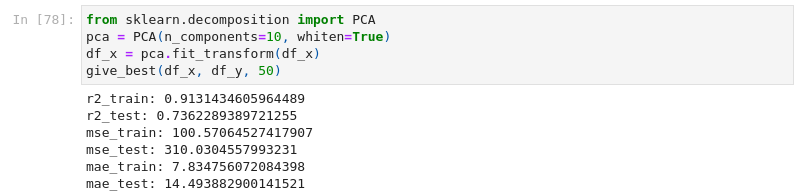 In [78]: from sklearn.decomposition import PCA
pca = PCA(n_components=10, whiten=True)
df_x = pca.fit_transform(df_x)
give_best(df_x, df_y, 50)
r2_train: 0.9131434605964489
r2_test: 0.7362289389721255
mse_train: 100.57064527417907
mse_test: 310.0304557993231
mae_train: 7.834756072084398
mae_test: 14.493882900141521